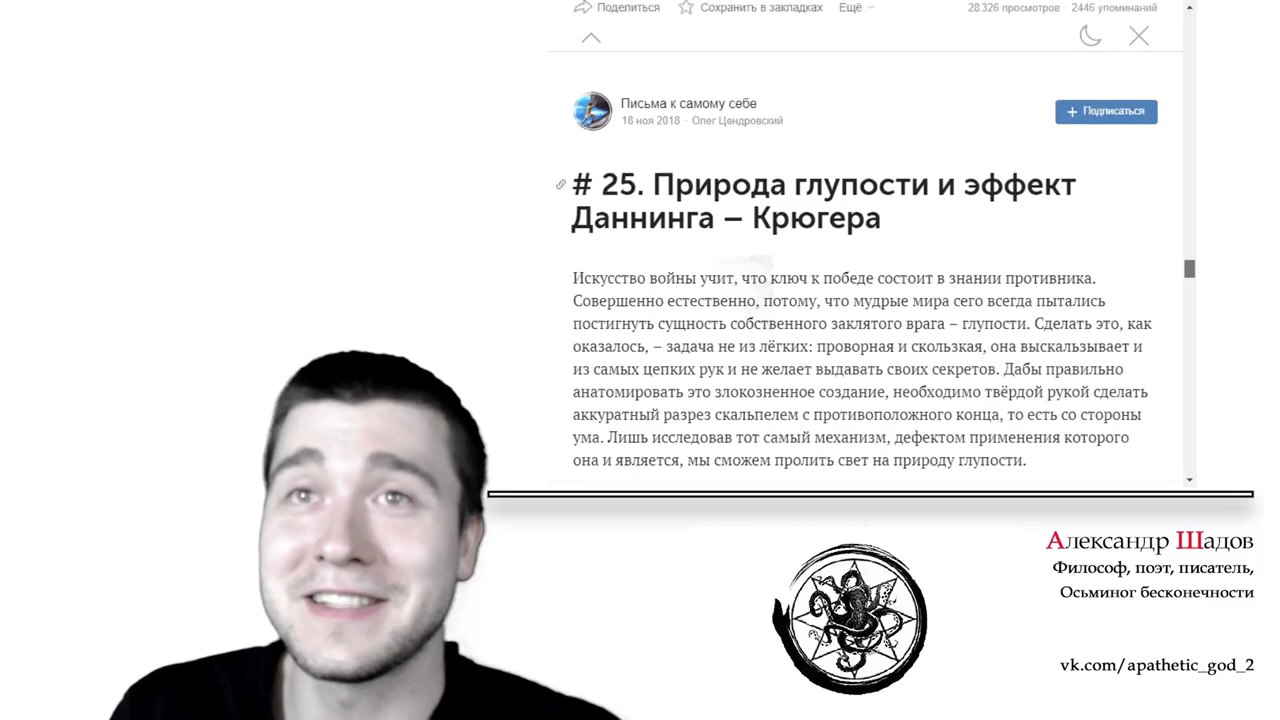 Поделиться Сохранить в закладках Ещё 28 326 просмотров · 2446 упоминаний
Письма к самому себе
18 ноя 2018 · Олег Цендровский
+ Подписаться
# 25. Природа глупости и эффект
Даннинга – Крюгера
Искусство войны учит, что ключ к победе состоит в знании противника.
Совершенно естественно, потому, что мудрые мира сего всегда пытались
постигнуть сущность собственного заклятого врага – глупости. Сделать это, как
оказалось, – задача не из лёгких: проворная и скользкая, она выскальзывает и
из самых цепких рук и не желает выдавать своих секретов. Дабы правильно
анатомировать это злокозненное создание, необходимо твёрдой рукой сделать
аккуратный разрез скальпелем с противоположного конца, то есть со стороны
ума. Лишь исследовав тот самый механизм, дефектом применения которого
она и является, мы сможем пролить свет на природу глупости.
Александр Шадов
Философ, поэт, писатель,
Осьминог бесконечности
vk.com/apathetic_god_2